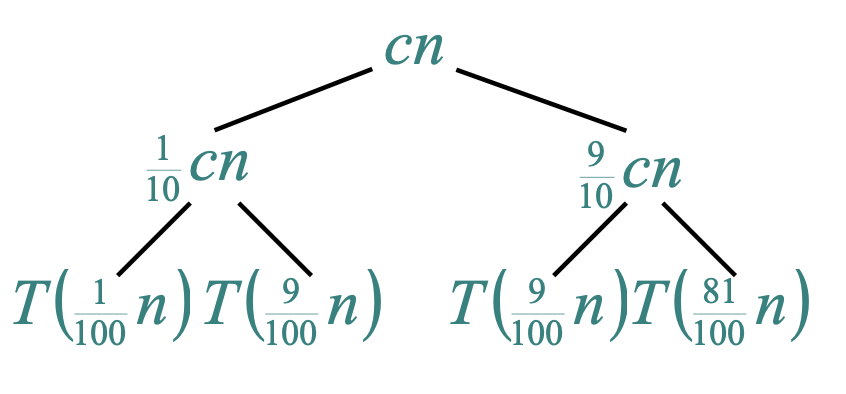 cn
1/10 cn 9/10 cn
T(1/100 n) T(9/100 n) T(9/100 n) T(81/100 n)